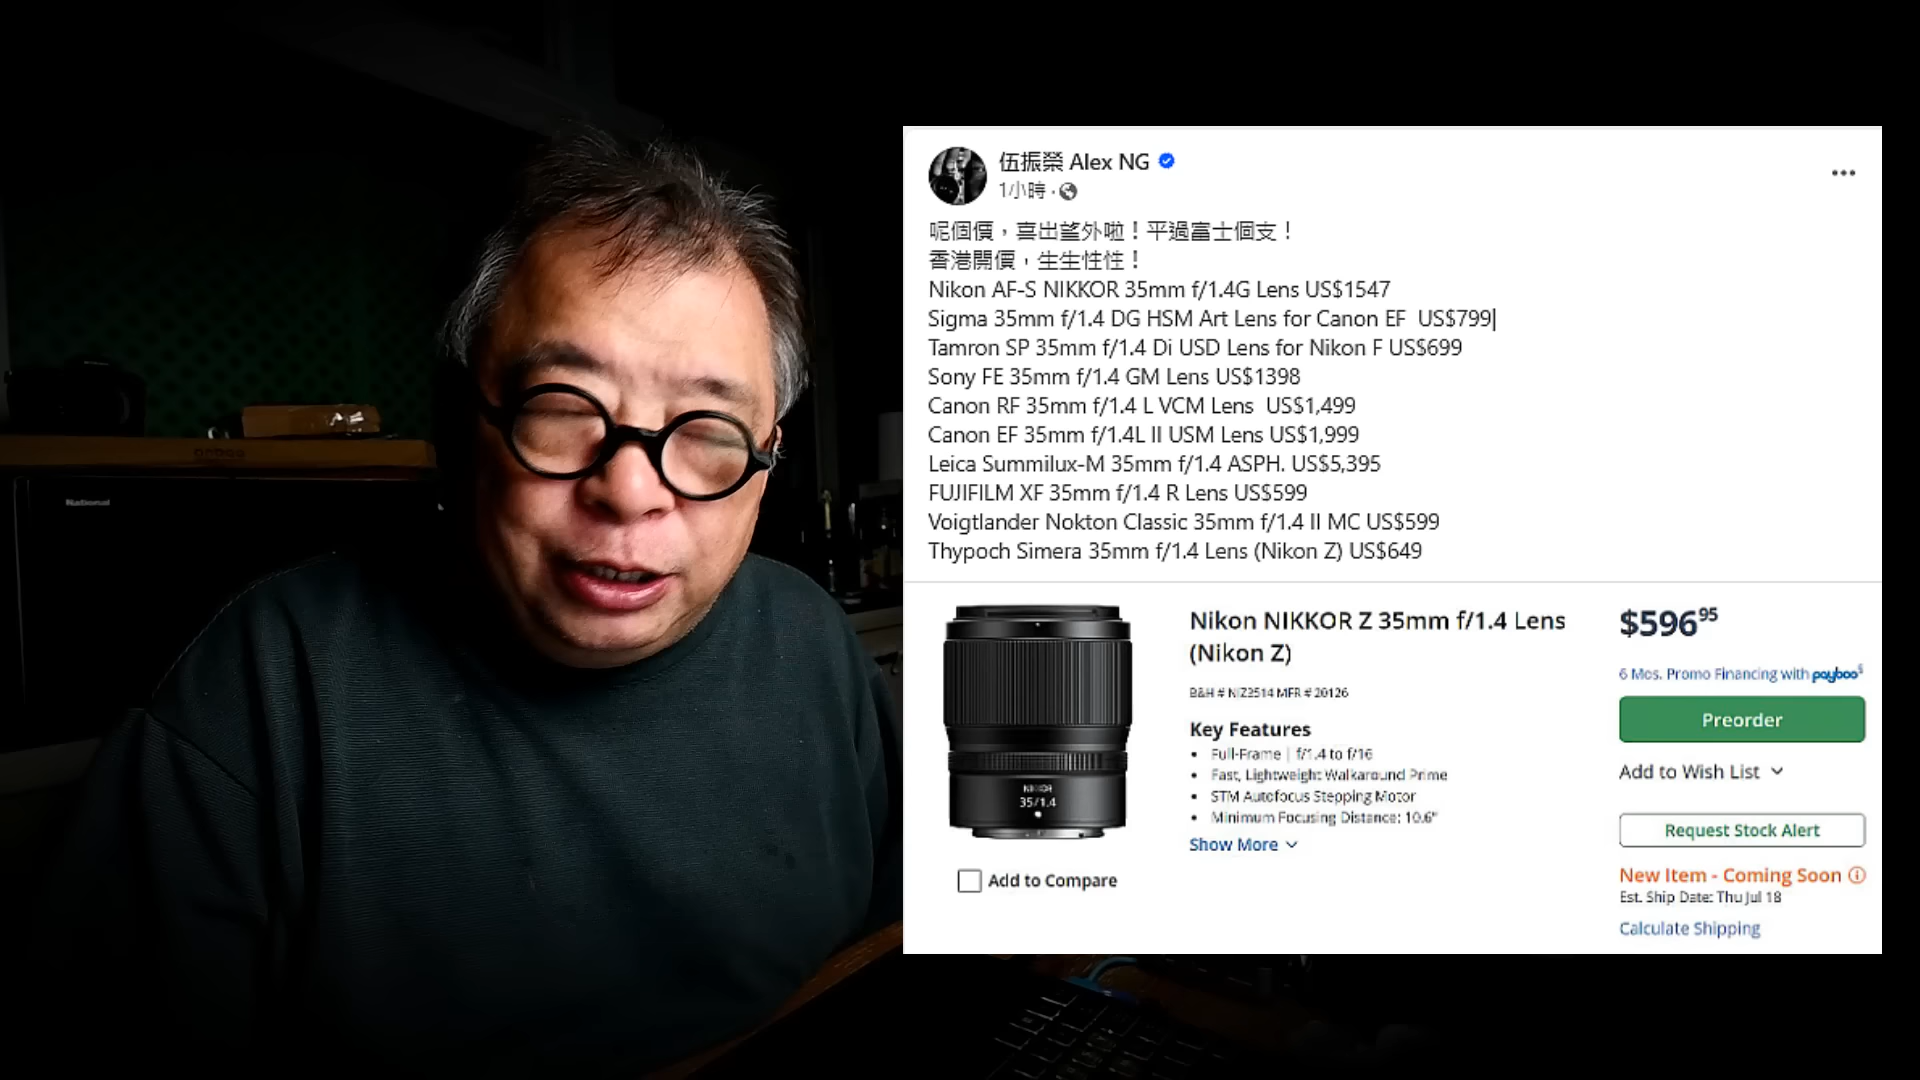 National
伍振榮 Alex NG
1小時 ·
呢個價，喜出望外啦！平過富士個支！
香港開價，生生性性！
Nikon AF-S NIKKOR 35mm f/1.4G Lens US$1547
Sigma 35mm f/1.4 DG HSM Art Lens for Canon EF  US$799
Tamron SP 35mm f/1.4 Di USD Lens for Nikon F US$699
Sony FE 35mm f/1.4 GM Lens US$1398
Canon RF 35mm f/1.4 L VCM Lens  US$1,499
Canon EF 35mm f/1.4L II USM Lens US$1,999
Leica Summilux-M 35mm f/1.4 ASPH. US$5,395
FUJIFILM XF 35mm f/1.4 R Lens US$599
Voigtlander Nokton Classic 35mm f/1.4 II MC US$599
Thypoch Simera 35mm f/1.4 Lens (Nikon Z) US$649
NIKKOR
35/1.4
Add to Compare
Nikon NIKKOR Z 35mm f/1.4 Lens
(Nikon Z)
B&H # NIZ3514 MFR # 20126
Key Features
• Full-Frame | f/1.4 to f/16
• Fast, Lightweight Walkaround Prime
• STM Autofocus Stepping Motor
• Minimum Focusing Distance: 10.6"
Show More
$596.95
6 Mos. Promo Financing with payboo§
Preorder
Add to Wish List
Request Stock Alert
New Item - Coming Soon
Est. Ship Date: Thu Jul 18
Calculate Shipping